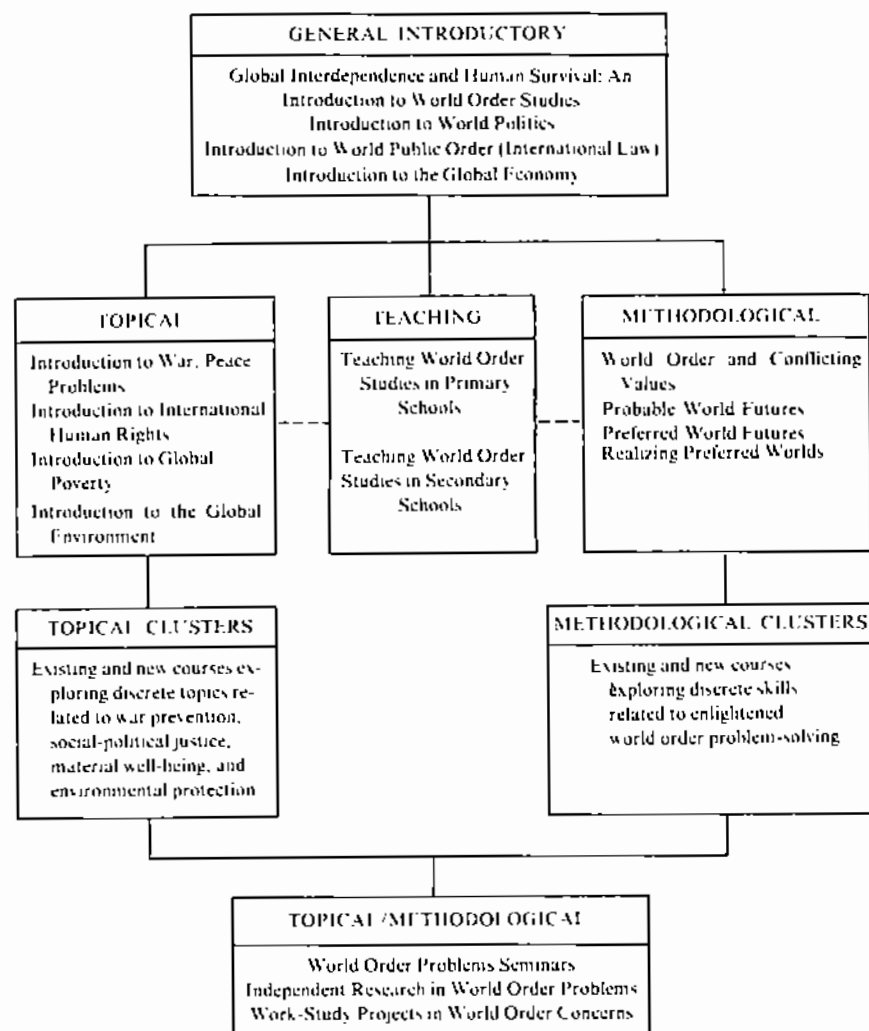 GENERAL INTRODUCTORY
Global Interdependence and Human Survival: An
Introduction to World Order Studies
Introduction to World Politics
Introduction to World Public Order (International Law)
Introduction to the Global Economy
TOPICAL
Introduction to War, Peace
Problems
Introduction to International
Human Rights
Introduction to Global
Poverty
Introduction to the Global
Environment
TEACHING
Teaching World Order
Studies in Primary
Schools
Teaching World Order
Studies in Secondary
Schools
METHODOLOGICAL
World Order and Conflicting
Values
Probable World Futures
Preferred World Futures
Realizing Preferred Worlds
TOPICAL CLUSTERS
Existing and new courses ex-
ploring discrete topics re-
lated to war prevention,
social-political justice,
material well-being, and
environmental protection
METHODOLOGICAL CLUSTERS
Existing and new courses
exploring discrete skills
related to enlightened
world order problem-solving
TOPICAL/METHODOLOGICAL
World Order Problems Seminars
Independent Research in World Order Problems
Work-Study Projects in World Order Concerns